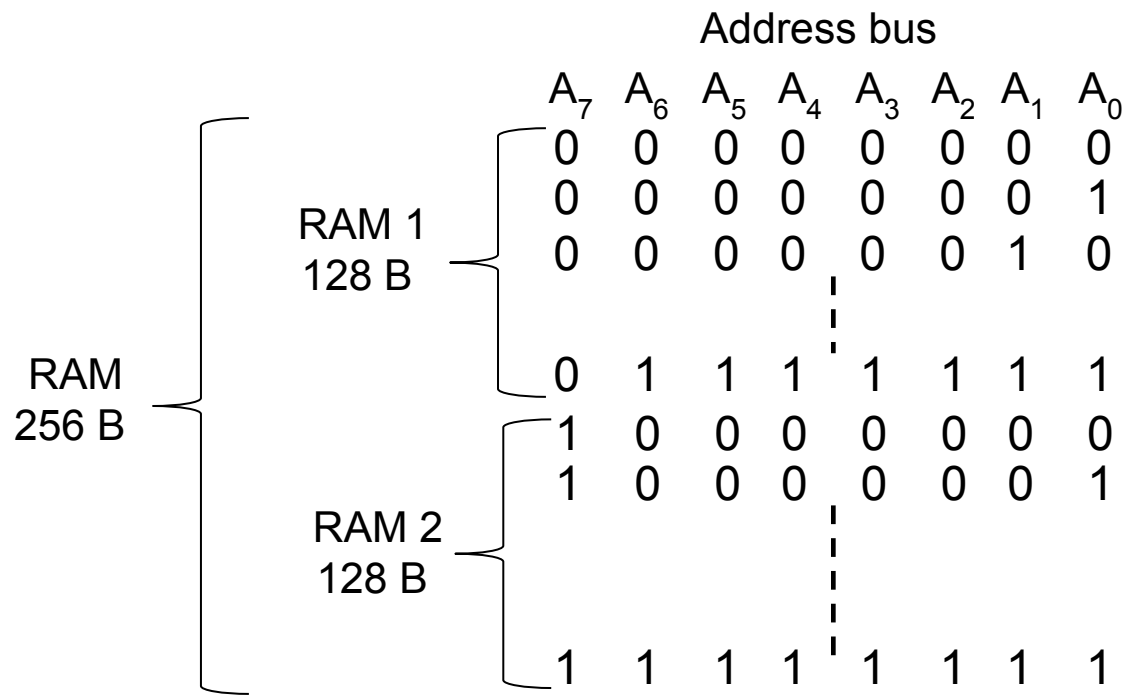 Address bus
A₇ A₆ A₅ A₄ A₃ A₂ A₁ A₀
0 0 0 0 0 0 0 0
0 0 0 0 0 0 0 1
RAM 1
128 B
0 0 0 0 0 0 1 0
RAM
256 B
0 1 1 1 1 1 1 1
1 0 0 0 0 0 0 0
1 0 0 0 0 0 0 1
RAM 2
128 B
1 1 1 1 1 1 1 1